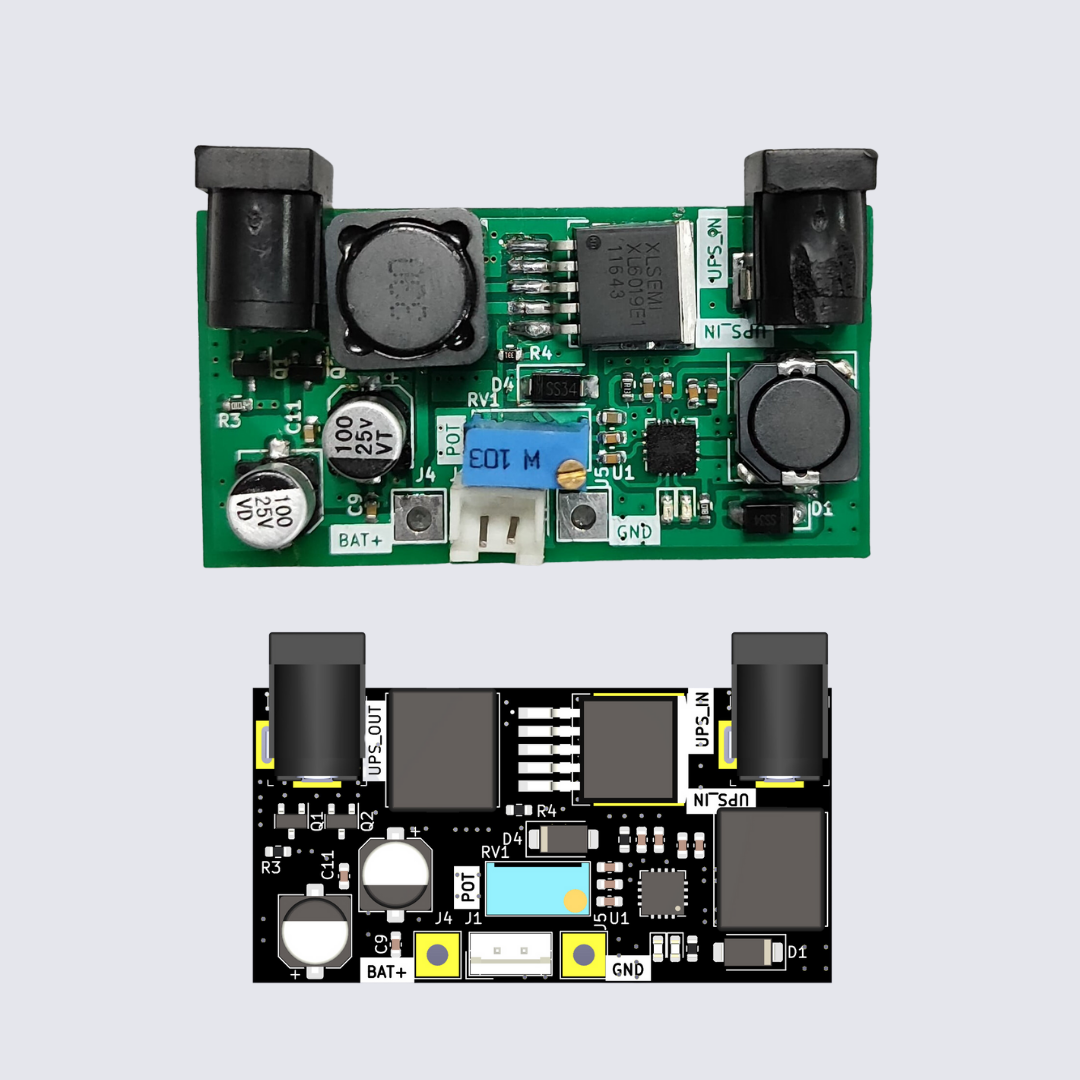 UPS_IN
XLSEMI
XL6019E1
11643
UPS_IN
R4
D4
SS34
RV1
R3
C11
100
25V
VT
POT
W 103
J4
J5
U1
C9
100
25V
VD
BAT+
GND
SS34
D1
UPS_OUT
UPS_IN
UPS_IN
Q1
Q2
R4
D4
RV1
R3
C11
POT
J4
J1
J5
U1
C9
BAT+
GND
D1
+
+